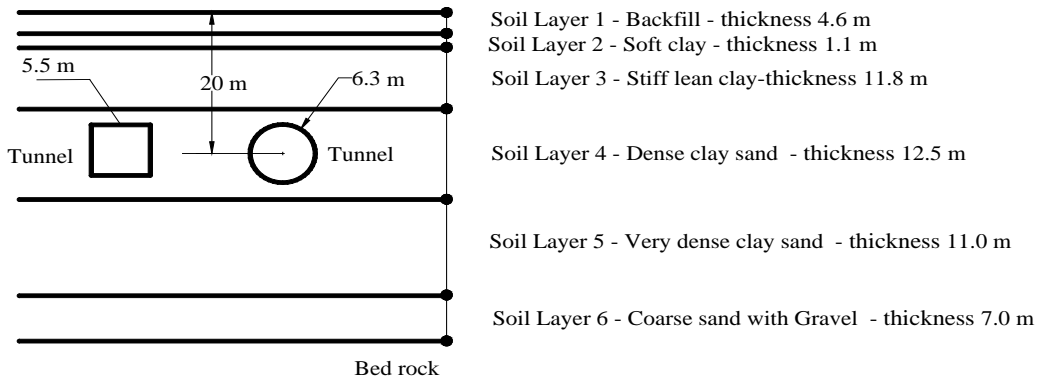 Soil Layer 1 - Backfill - thickness 4.6 m
Soil Layer 2 - Soft clay - thickness 1.1 m
5.5 m
20 m
6.3 m
Soil Layer 3 - Stiff lean clay-thickness 11.8 m
Tunnel
Tunnel
Soil Layer 4 - Dense clay sand - thickness 12.5 m
Soil Layer 5 - Very dense clay sand - thickness 11.0 m
Soil Layer 6 - Coarse sand with Gravel - thickness 7.0 m
Bed rock